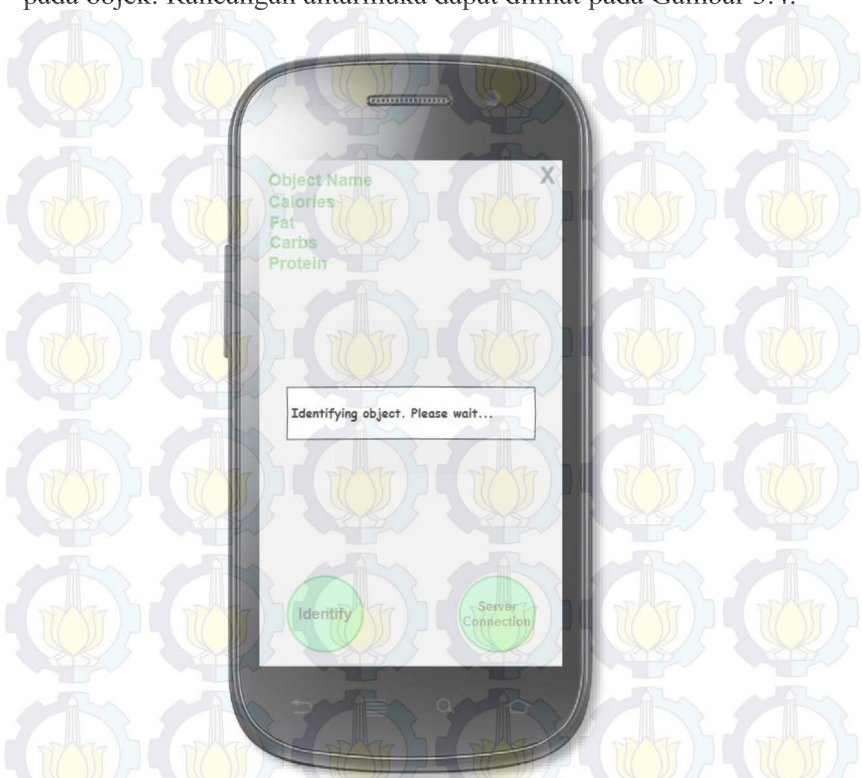 pada objek. Rancangan antarmuka dapat dilihat pada Gambar 3.4.
X
Object Name
Calories
Fat
Carbs
Protein
Identifying object. Please wait...
Identify
Server
Connection